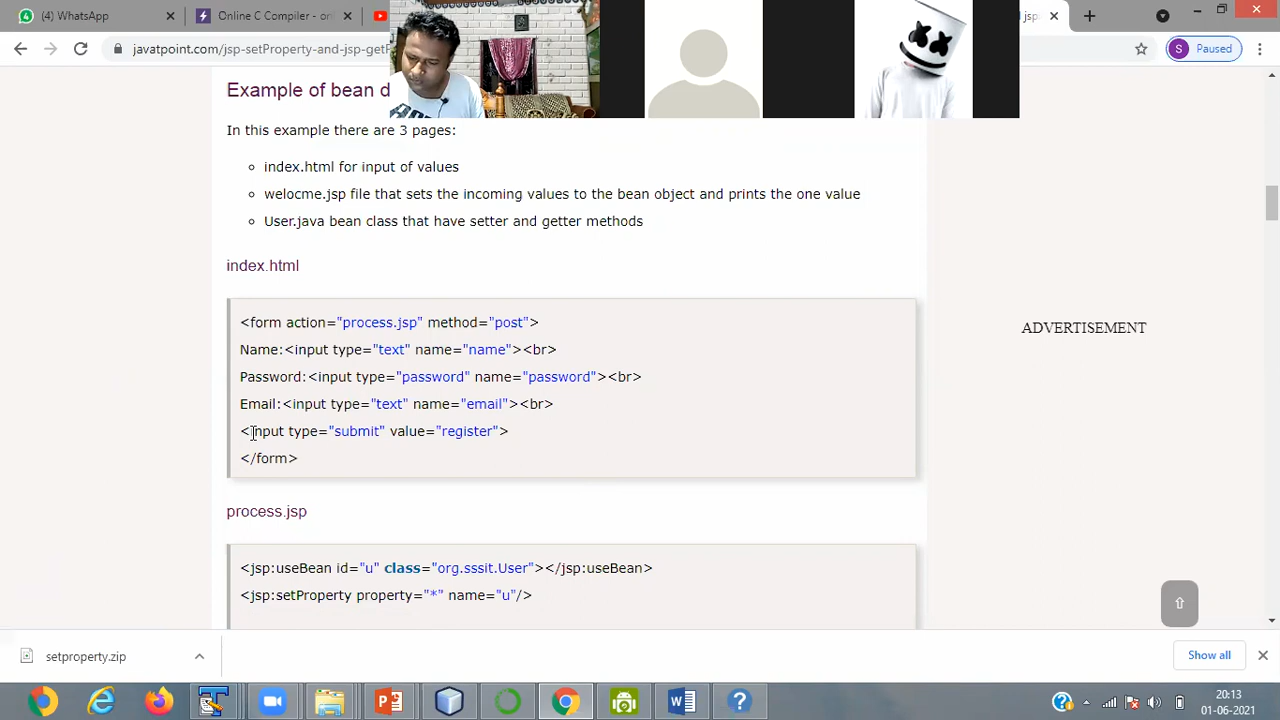 (4) WhatsApp
javatpoint.com/jsp-setProperty-and-jsp-getP
jsp:
S
Paused
Example of bean d
In this example there are 3 pages:
index.html for input of values
welocme.jsp file that sets the incoming values to the bean object and prints the one value
User.java bean class that have setter and getter methods
index.html
<form action="process.jsp" method="post">
Name:<input type="text" name="name"><br>
Password:<input type="password" name="password"><br>
Email:<input type="text" name="email"><br>
<input type="submit" value="register">
</form>
ADVERTISEMENT
process.jsp
<jsp:useBean id="u" class="org.sssit.User"></jsp:useBean>
<jsp:setProperty property="*" name="u"/>
setproperty.zip
Show all
20:13
01-06-2021